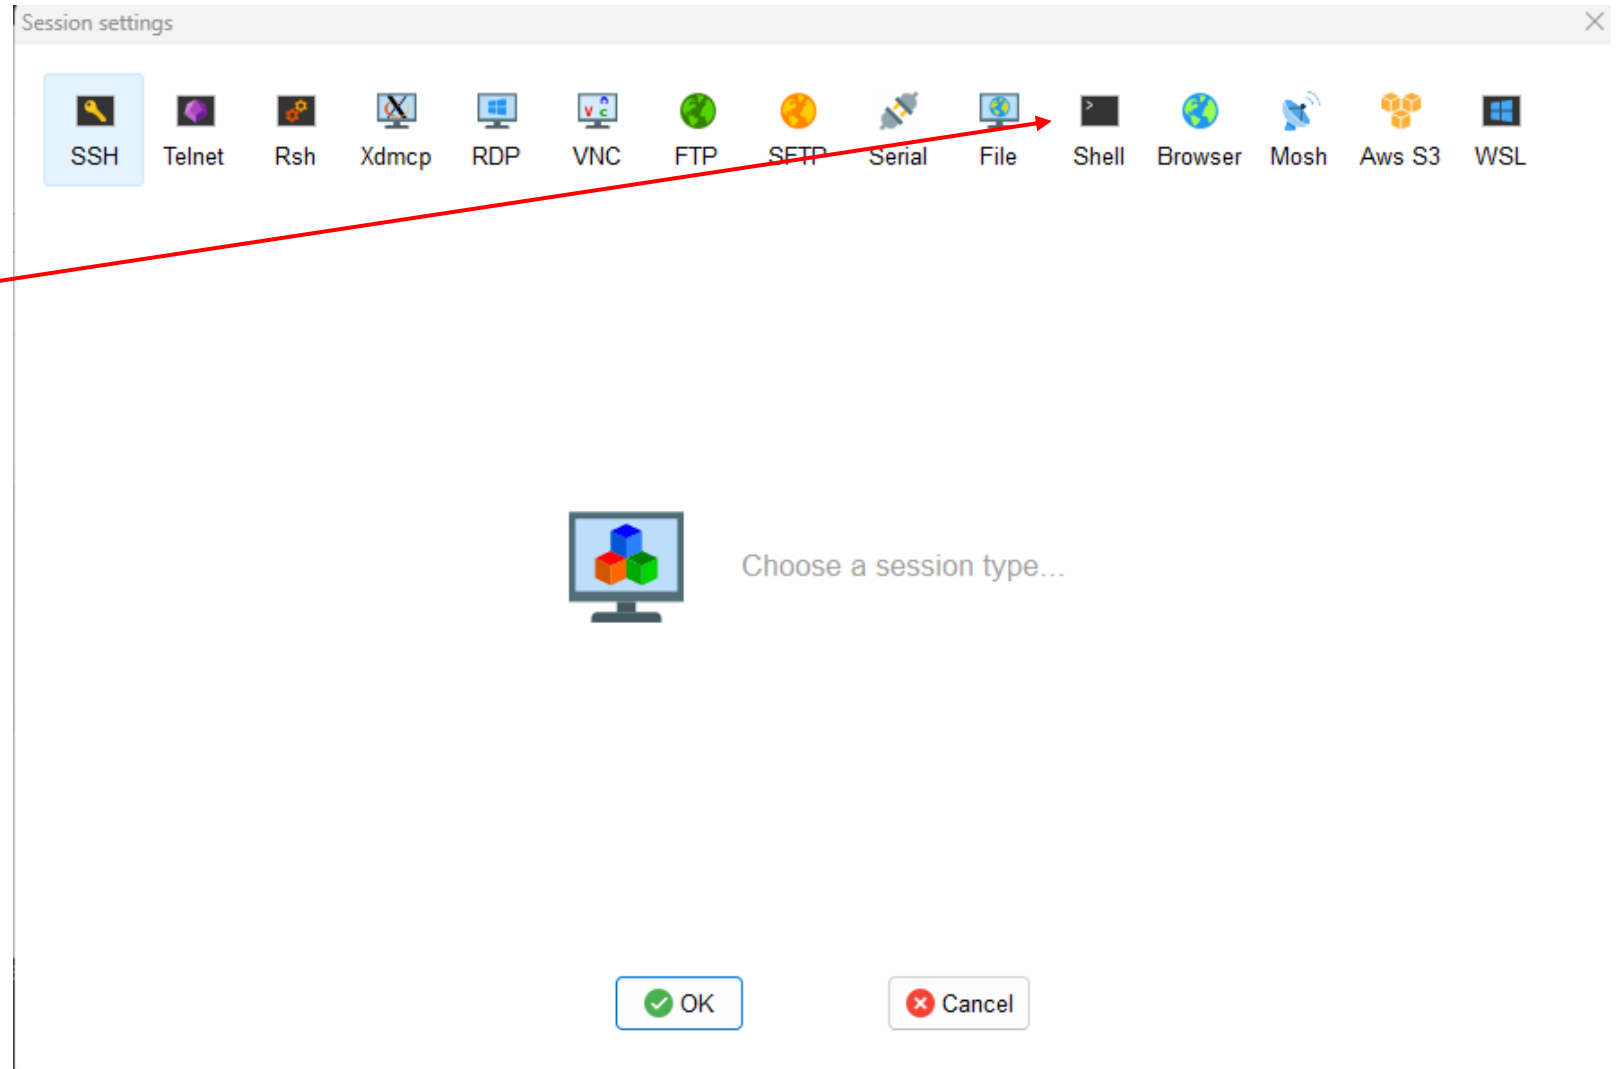 Session settings
SSH Telnet Rsh Xdmcp RDP VNC FTP SFTP Serial File Shell Browser Mosh Aws S3 WSL
Choose a session type...
OK Cancel